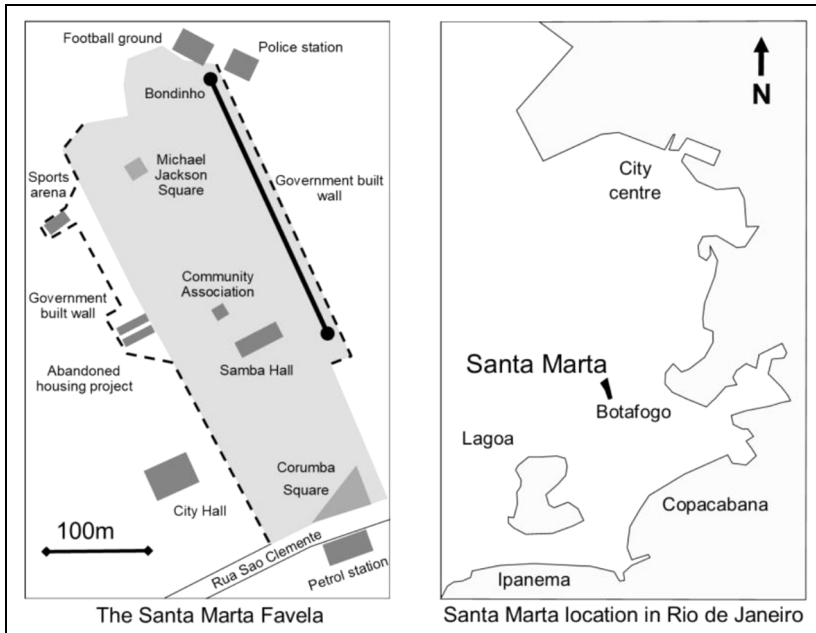 Football ground
Police station
Bondinho
Michael
Jackson
Square
Sports
arena
Government built
wall
Community
Association
Government
built wall
Samba Hall
Abandoned
housing project
Corumba
Square
City Hall
100m
Rua Sao Clemente
Petrol station
The Santa Marta Favela
N
City
centre
Santa Marta
Botafogo
Lagoa
Copacabana
Ipanema
Santa Marta location in Rio de Janeiro